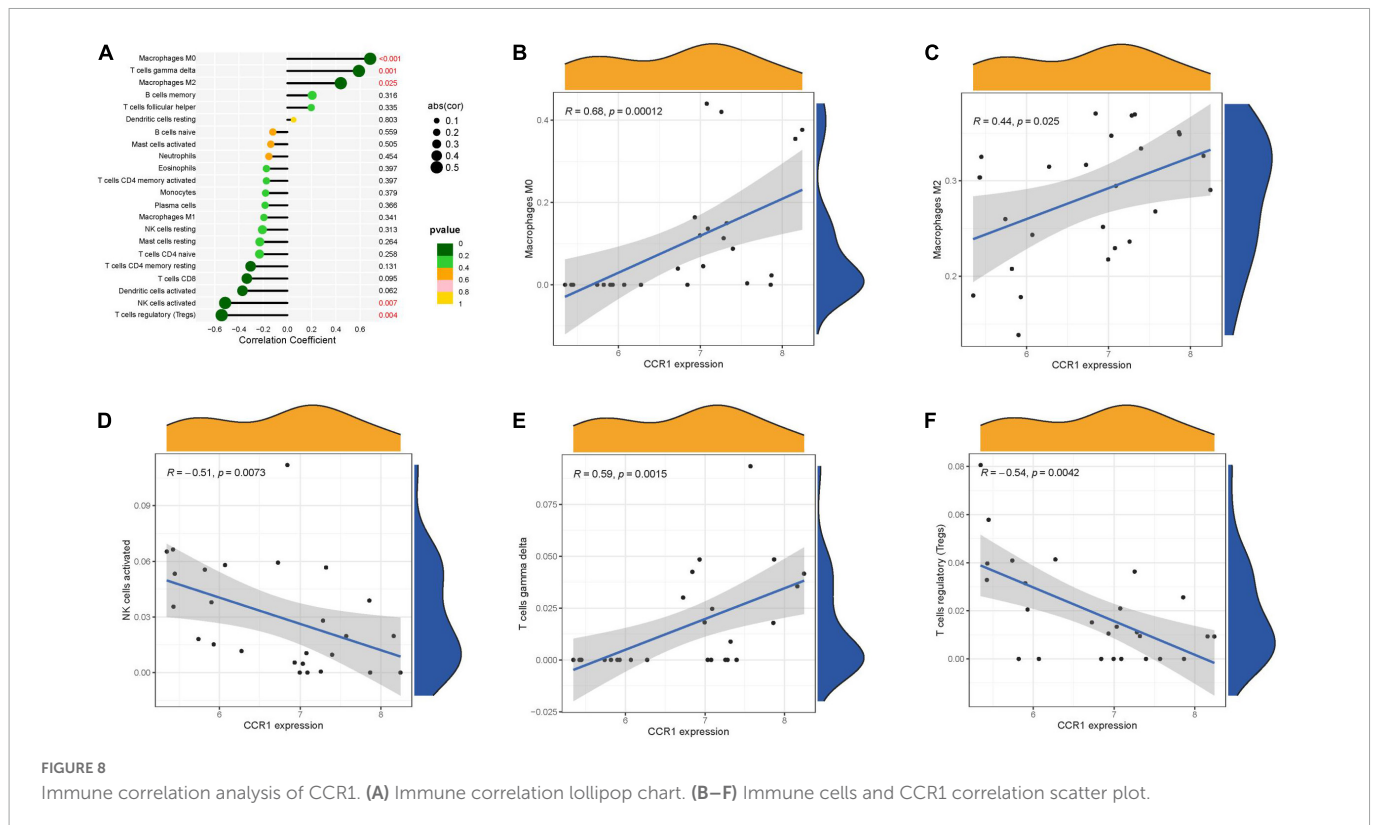 A
Macrophages M0 <0.001
T cells gamma delta 0.001
Macrophages M2 0.025
B cells memory 0.316
T cells follicular helper 0.335
Dendritic cells resting 0.803
B cells naive 0.559
Mast cells activated 0.505
Neutrophils 0.454
Eosinophils 0.397
T cells CD4 memory activated 0.397
Monocytes 0.379
Plasma cells 0.366
Macrophages M1 0.341
NK cells resting 0.313
Mast cells resting 0.264
T cells CD4 naive 0.258
T cells CD4 memory resting 0.131
T cells CD8 0.095
Dendritic cells activated 0.062
NK cells activated 0.007
T cells regulatory (Tregs) 0.004
−0.6 −0.4 −0.2 0.0 0.2 0.4 0.6
Correlation Coefficient
abs(cor)
0.1
0.2
0.3
0.4
0.5
pvalue
0
0.2
0.4
0.6
0.8
1
B
R = 0.68, p = 0.00012
0.4
0.2
0.0
Macrophages M0
6 7 8
CCR1 expression
C
R = 0.44, p = 0.025
0.3
0.2
Macrophages M2
6 7 8
CCR1 expression
D
R = −0.51, p = 0.0073
0.09
0.06
0.03
0.00
NK cells activated
6 7 8
CCR1 expression
E
R = 0.59, p = 0.0015
0.075
0.050
0.025
0.000
−0.025
T cells gamma delta
6 7 8
CCR1 expression
F
R = −0.54, p = 0.0042
0.08
0.06
0.04
0.02
0.00
T cells regulatory (Tregs)
6 7 8
CCR1 expression
FIGURE 8
Immune correlation analysis of CCR1. (A) Immune correlation lollipop chart. (B–F) Immune cells and CCR1 correlation scatter plot.